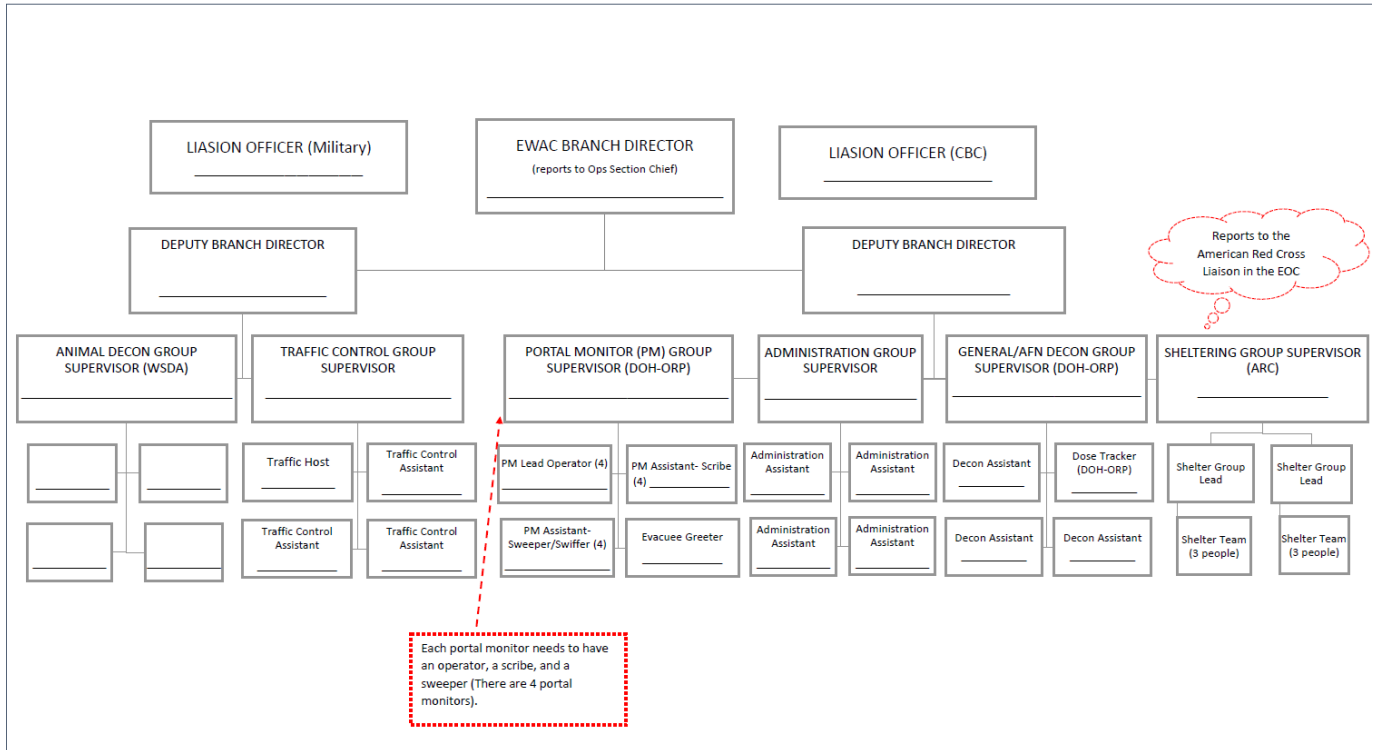 LIASION OFFICER (Military)
EWAC BRANCH DIRECTOR
(reports to Ops Section Chief)
LIASION OFFICER (CBC)
DEPUTY BRANCH DIRECTOR
DEPUTY BRANCH DIRECTOR
Reports to the
American Red Cross
Liaison in the EOC
ANIMAL DECON GROUP
SUPERVISOR (WSDA)
TRAFFIC CONTROL GROUP
SUPERVISOR
PORTAL MONITOR (PM) GROUP
SUPERVISOR (DOH-ORP)
ADMINISTRATION GROUP
SUPERVISOR
GENERAL/AFN DECON GROUP
SUPERVISOR (DOH-ORP)
SHELTERING GROUP SUPERVISOR
(ARC)
Traffic Host
Traffic Control
Assistant
Traffic Control
Assistant
Traffic Control
Assistant
PM Lead Operator (4)
PM Assistant- Scribe
(4)
PM Assistant-
Sweeper/Swiffer (4)
Evacuee Greeter
Administration
Assistant
Administration
Assistant
Administration
Assistant
Administration
Assistant
Decon Assistant
Dose Tracker
(DOH-ORP)
Decon Assistant
Decon Assistant
Shelter Group
Lead
Shelter Group
Lead
Shelter Team
(3 people)
Shelter Team
(3 people)
Each portal monitor needs to have
an operator, a scribe, and a
sweeper (There are 4 portal
monitors).